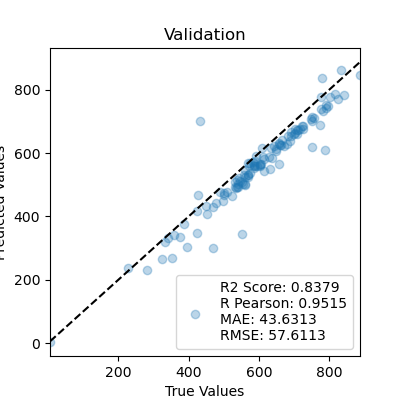 Validation
Predicted Values
800
600
400
200
0
R2 Score: 0.8379
R Pearson: 0.9515
MAE: 43.6313
RMSE: 57.6113
200
400
600
800
True Values